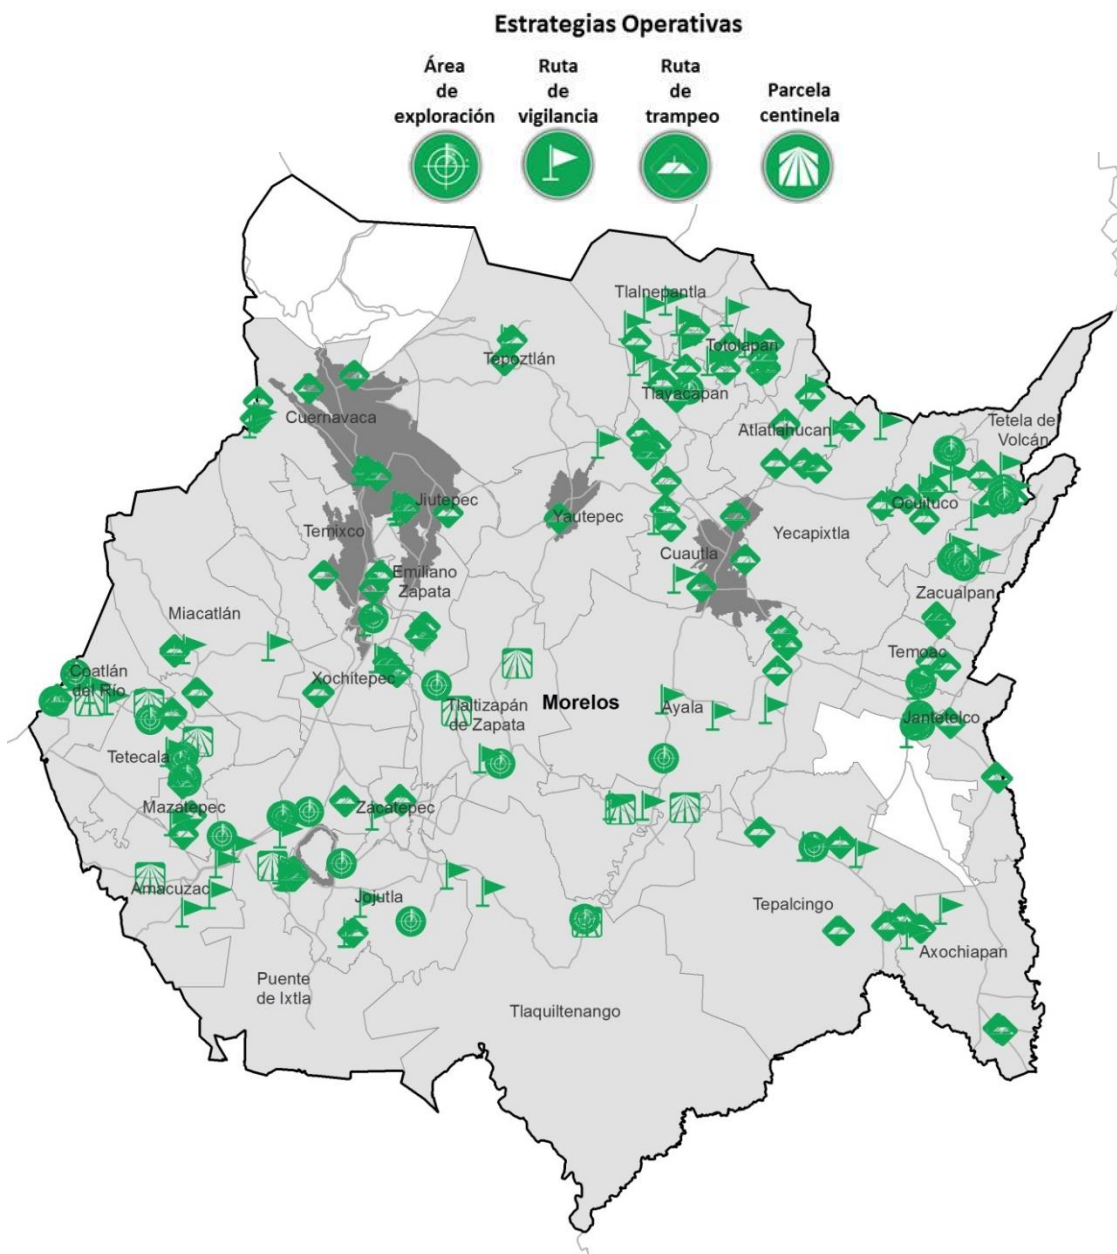 Estrategias Operativas
Área
de
exploración
Ruta
de
vigilancia
Ruta
de
trampeo
Parcela
centinela
Tlalnepantla
Totolapan
Tepoztlán
Tlayacapan
Cuernavaca
Atlatlahucan
Tetela de
Volcán
Jiutepec
Ocuituco
Yautepec
Temixco
Yecapixtla
Cuautla
Emiliano
Zapata
Zacualpan
Miacatlán
Temoac
Coatlán
del Río
Xochitepec
Tlaltizapán
de Zapata
Morelos
Ayala
Jantetelco
Tetecala
Mazatepec
Zacatepec
Amacuzac
Jojutla
Tepalcingo
Axochiapan
Puente
de Ixtla
Tlaquiltenango